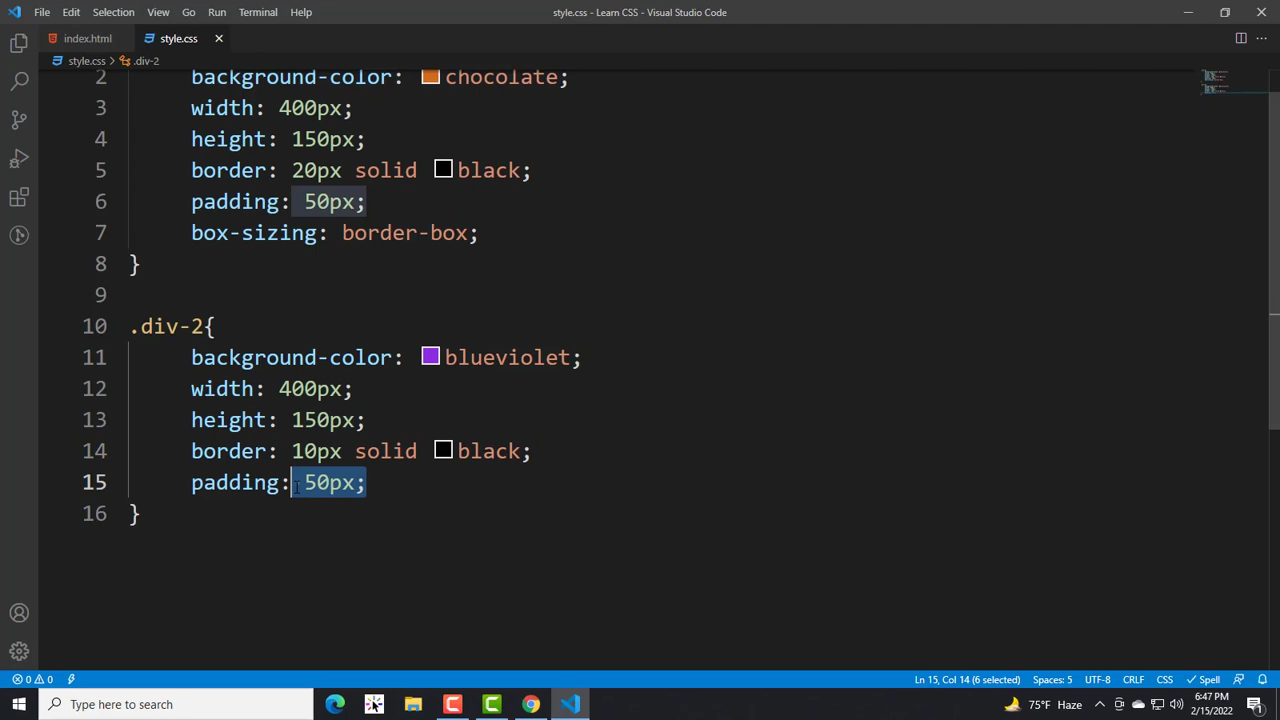 File Edit Selection View Go Run Terminal Help style.css - Learn CSS - Visual Studio Code
index.html style.css
style.css > .div-2
2 background-color: chocolate;
3 width: 400px;
4 height: 150px;
5 border: 20px solid black;
6 padding: 50px;
7 box-sizing: border-box;
8 }
9
10 .div-2{
11 background-color: blueviolet;
12 width: 400px;
13 height: 150px;
14 border: 10px solid black;
15 padding: 50px;
16 }
0 0 Ln 15, Col 14 (6 selected) Spaces: 5 UTF-8 CRLF CSS Spell
Type here to search 75°F Haze 6:47 PM
2/15/2022 1